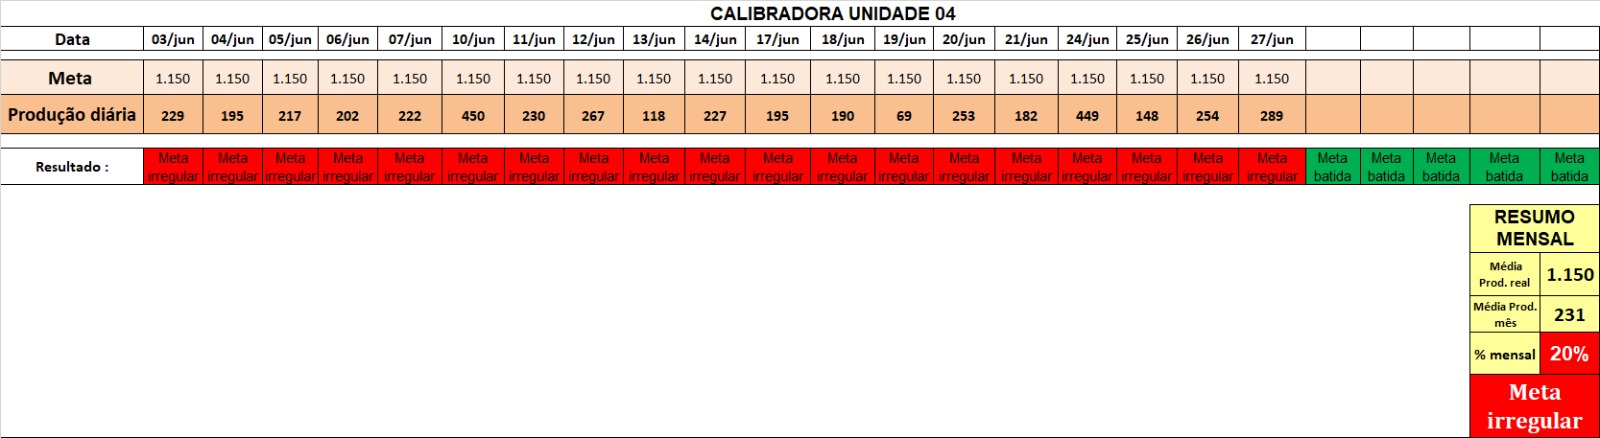 CALIBRADORA UNIDADE 04
Data 03/jun 04/jun 05/jun 06/jun 07/jun 10/jun 11/jun 12/jun 13/jun 14/jun 17/jun 18/jun 19/jun 20/jun 21/jun 24/jun 25/jun 26/jun 27/jun
Meta 1.150 1.150 1.150 1.150 1.150 1.150 1.150 1.150 1.150 1.150 1.150 1.150 1.150 1.150 1.150 1.150 1.150 1.150 1.150
Produção diária 229 195 217 202 222 450 230 267 118 227 195 190 69 253 182 449 148 254 289
Resultado : Meta irregular Meta irregular Meta irregular Meta irregular Meta irregular Meta irregular Meta irregular Meta irregular Meta irregular Meta irregular Meta irregular Meta irregular Meta irregular Meta irregular Meta irregular Meta irregular Meta irregular Meta irregular Meta irregular Meta batida Meta batida Meta batida Meta batida Meta batida
RESUMO
MENSAL
Média
Prod. real 1.150
Média Prod.
mês 231
% mensal 20%
Meta
irregular